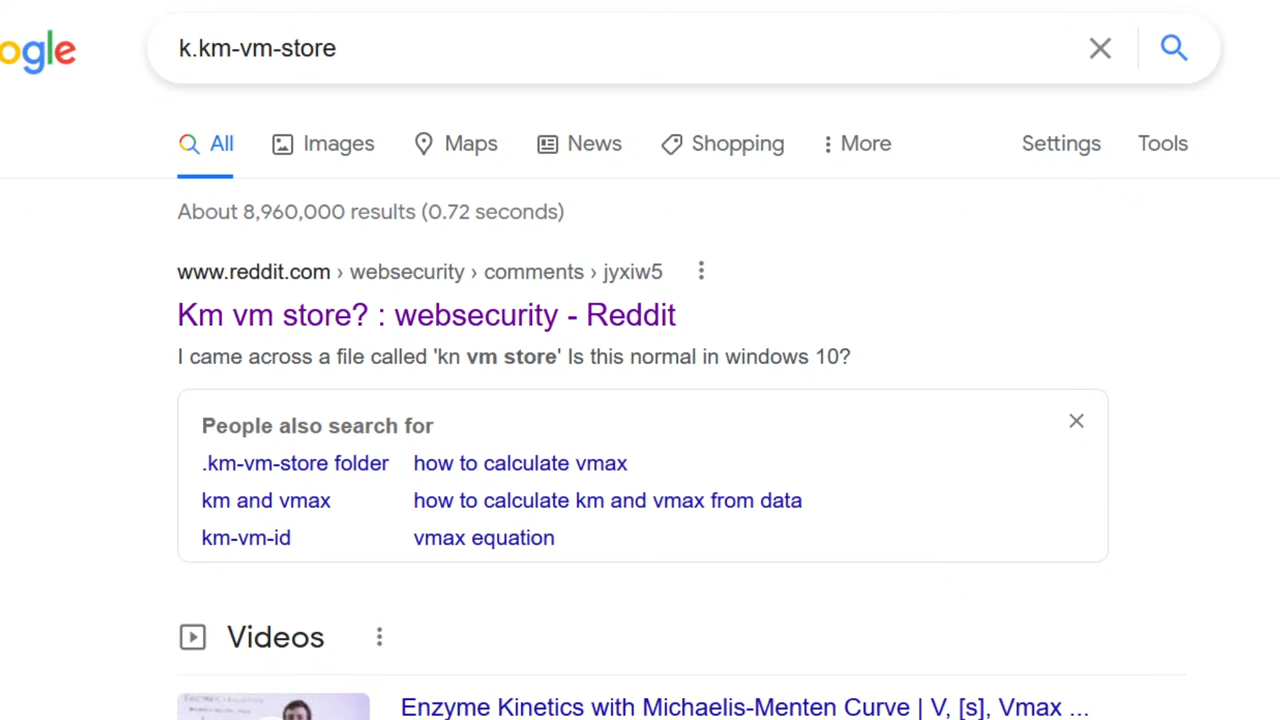 ogle
k.km-vm-store
All Images Maps News Shopping More Settings Tools
About 8,960,000 results (0.72 seconds)
www.reddit.com › websecurity › comments › jyxiw5
Km vm store? : websecurity - Reddit
I came across a file called 'kn vm store' Is this normal in windows 10?
People also search for
.km-vm-store folder how to calculate vmax
km and vmax how to calculate km and vmax from data
km-vm-id vmax equation
Videos
Enzyme Kinetics with Michaelis-Menten Curve | V, [s], Vmax ...